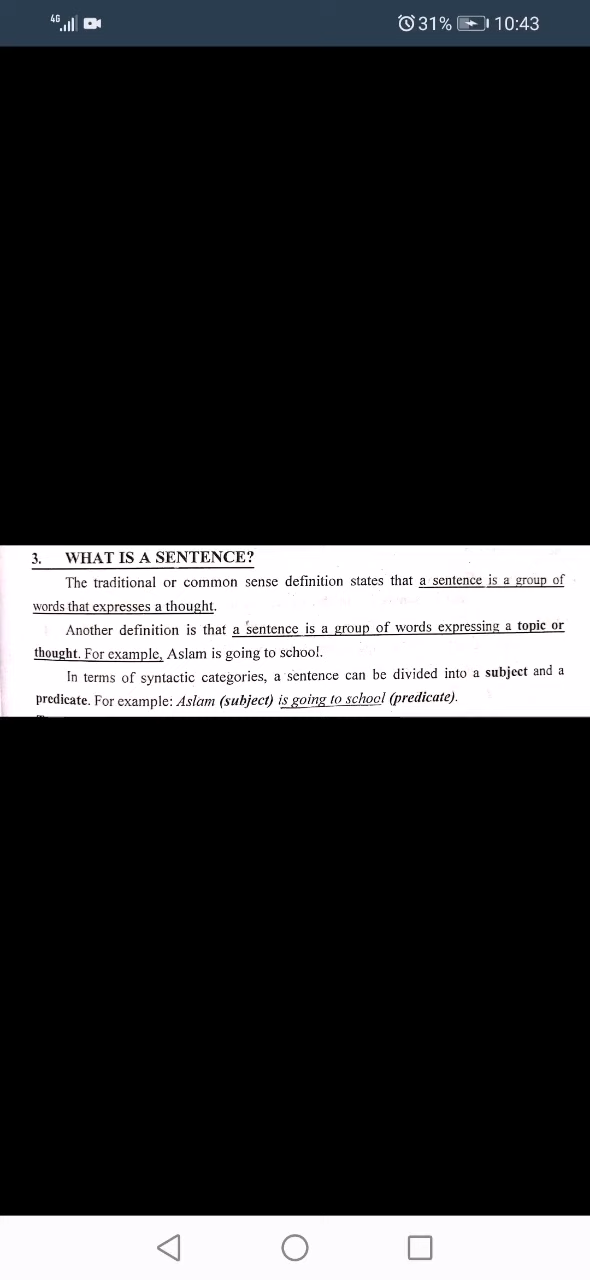 4G 31% 10:43
3. WHAT IS A SENTENCE?
The traditional or common sense definition states that a sentence is a group of
words that expresses a thought.
Another definition is that a sentence is a group of words expressing a topic or
thought. For example, Aslam is going to school.
In terms of syntactic categories, a sentence can be divided into a subject and a
predicate. For example: Aslam (subject) is going to school (predicate).